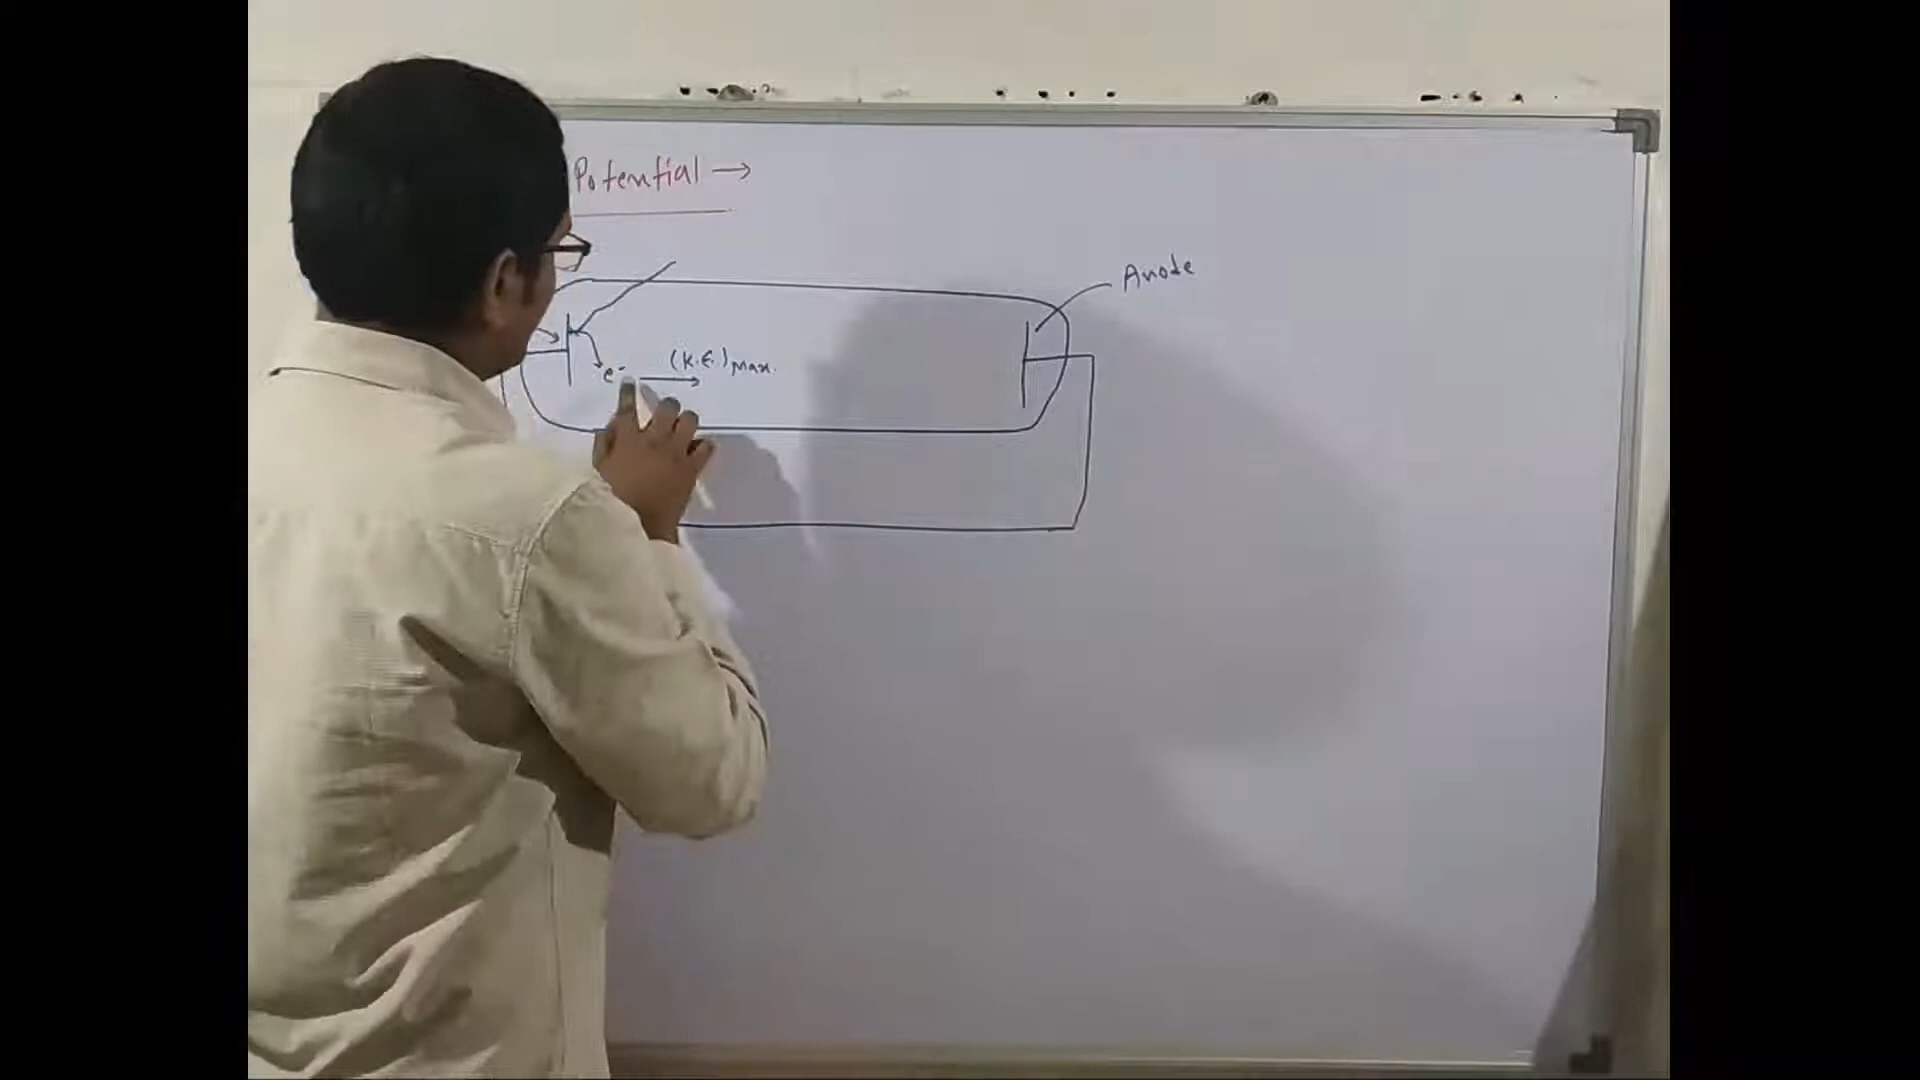 Potential →
Anode
(K.E.)Max.
e-